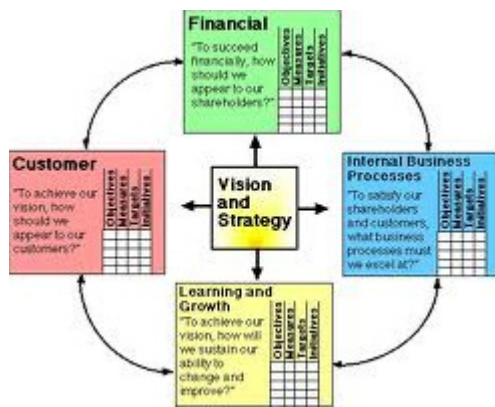 Financial
"To succeed
financially, how
should we
appear to our
shareholders?"
Objectives
Measures
Targets
Initiatives
Customer
"To achieve our
vision, how
should we
appear to our
customers?"
Objectives
Measures
Targets
Initiatives
Vision
and
Strategy
Internal Business
Processes
"To satisfy our
shareholders
and customers,
what business
processes must
we excel at?"
Objectives
Measures
Targets
Initiatives
Learning and
Growth
"To achieve our
vision, how will
we sustain our
ability to
change and
improve?"
Objectives
Measures
Targets
Initiatives